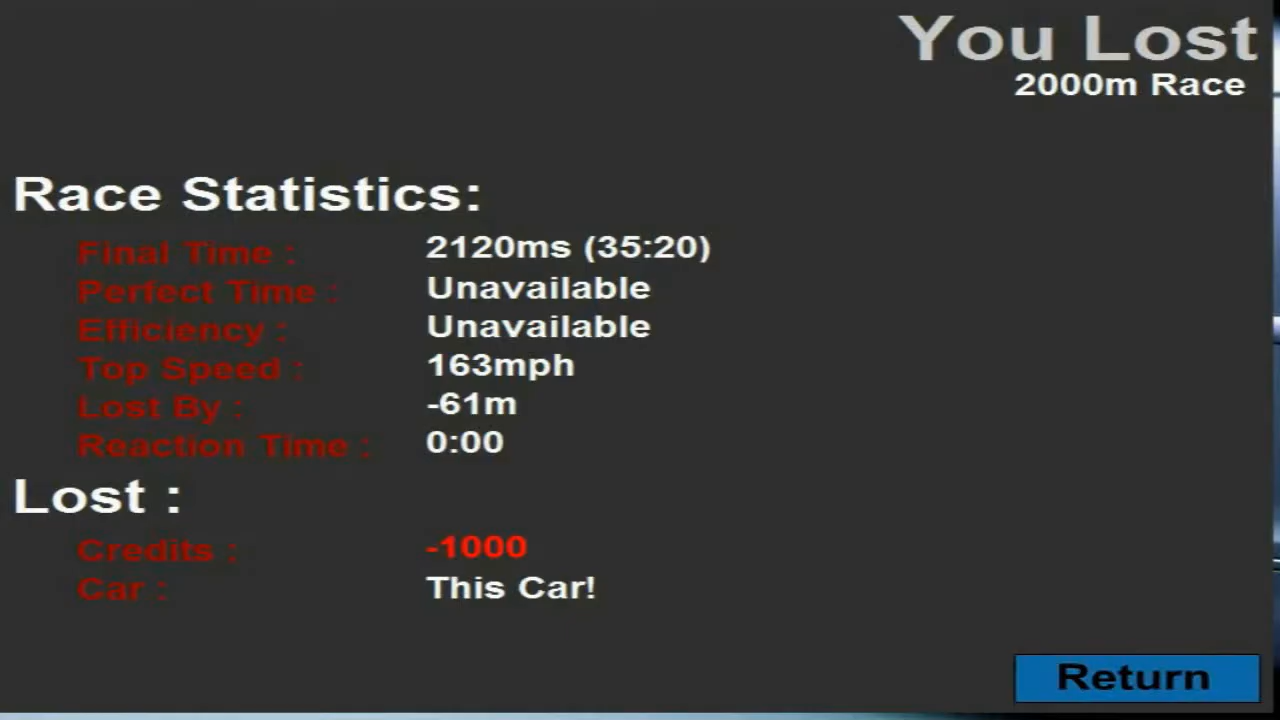 You Lost
2000m Race
Race Statistics:
Final Time : 2120ms (35:20)
Perfect Time : Unavailable
Efficiency : Unavailable
Top Speed : 163mph
Lost By : -61m
Reaction Time : 0:00
Lost :
Credits : -1000
Car : This Car!
Return